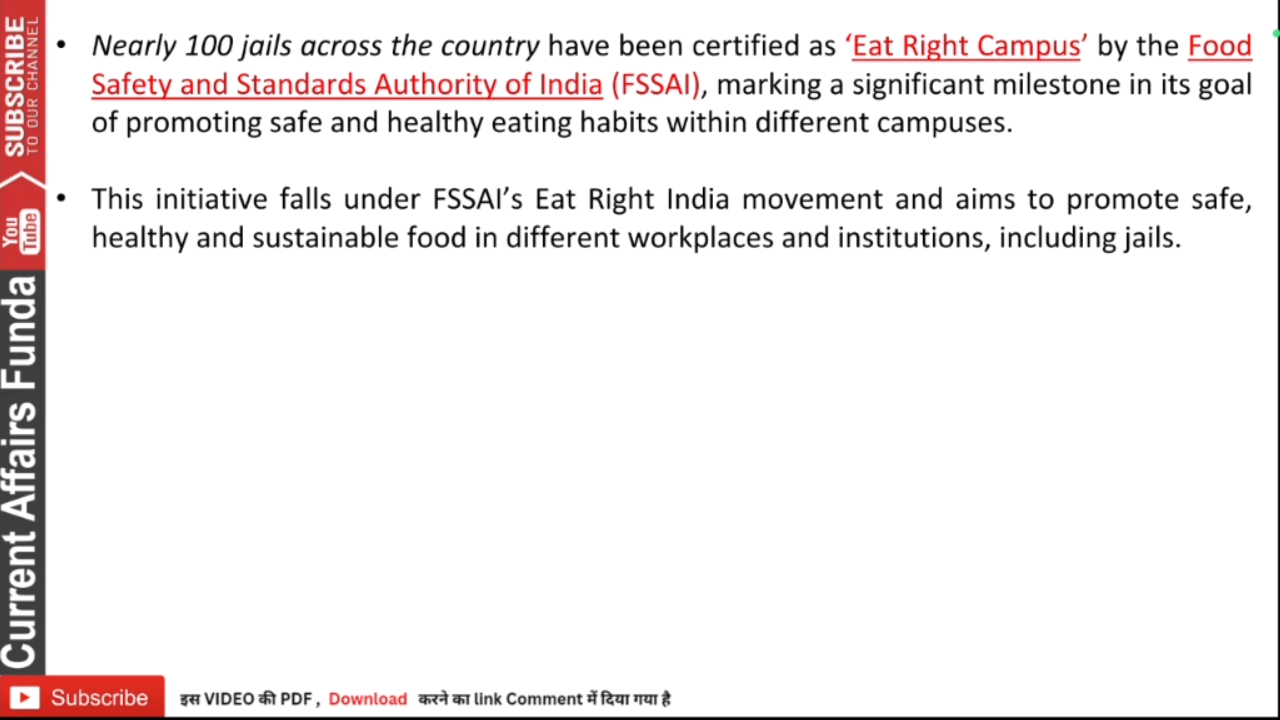 • Nearly 100 jails across the country have been certified as ‘Eat Right Campus’ by the Food
Safety and Standards Authority of India (FSSAI), marking a significant milestone in its goal
of promoting safe and healthy eating habits within different campuses.
• This initiative falls under FSSAI’s Eat Right India movement and aims to promote safe,
healthy and sustainable food in different workplaces and institutions, including jails.
SUBSCRIBE
TO OUR CHANNEL
You
Tube
Current Affairs Funda
Subscribe
इस VIDEO की PDF , Download करने का link Comment में दिया गया है